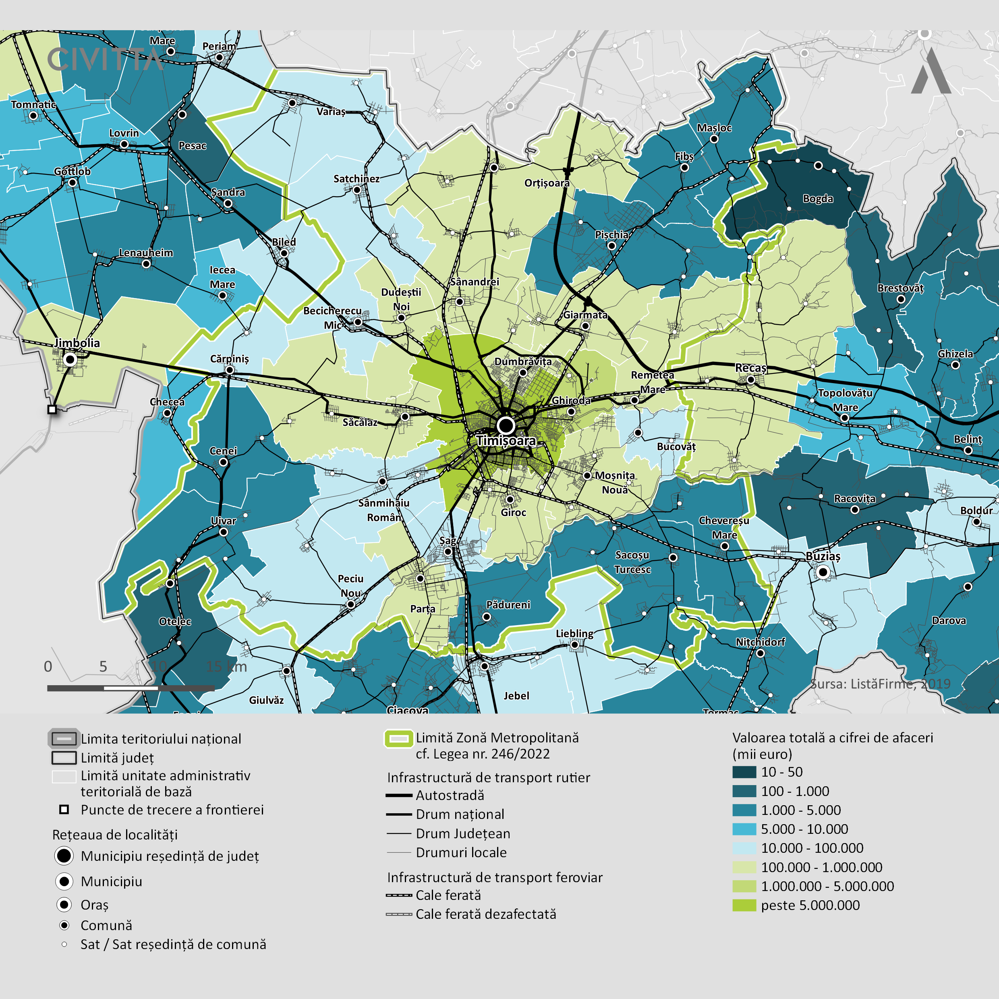 CIVITTA
Mare
Periam
Tomnatic
Variaș
Lovrin
Pesac
Mașloc
Fibș
Gottlob
Satchinez
Orțișoara
Șandra
Bogda
Pișchia
Biled
Lenauheim
Iecea
Mare
Sânandrei
Dudeștii
Noi
Brestovăț
Becicherecu
Mic
Giarmata
Jimbolia
Cărpiniș
Dumbrăvița
Ghizela
Remetea
Mare
Recaș
Topolovățu
Mare
Checea
Ghiroda
Săcălaz
Timișoara
Bucovăț
Belinț
Cenei
Moșnița
Nouă
Sânmihaiu
Român
Giroc
Racovița
Boldur
Uivar
Chevereșu
Mare
Șag
Sacoșu
Turcesc
Buziaș
Peciu
Nou
Parța
Pădureni
Otelec
Darova
Liebling
Nițchidorf
0 5 10 15 km
Sursa: ListăFirme, 2019
Giulvăz
Jebel
Ciacova
Limita teritoriului național
Limită județ
Limită unitate administrativ
teritorială de bază
Puncte de trecere a frontierei
Rețeaua de localități
Municipiu reședință de județ
Municipiu
Oraș
Comună
Sat / Sat reședință de comună
Limită Zonă Metropolitană
cf. Legea nr. 246/2022
Infrastructură de transport rutier
Autostradă
Drum național
Drum Județean
Drumuri locale
Infrastructură de transport feroviar
Cale ferată
Cale ferată dezafectată
Valoarea totală a cifrei de afaceri
(mii euro)
10 - 50
100 - 1.000
1.000 - 5.000
5.000 - 10.000
10.000 - 100.000
100.000 - 1.000.000
1.000.000 - 5.000.000
peste 5.000.000